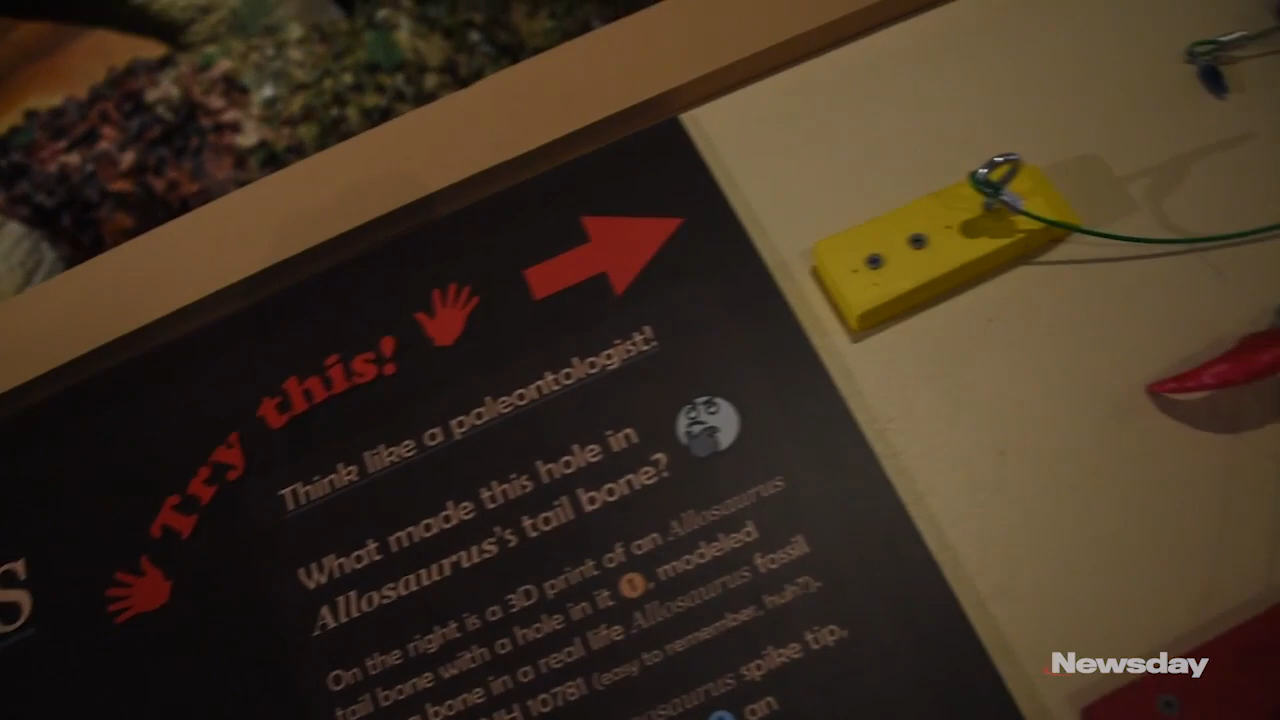 Try this!
Think like a paleontologist!
What made this hole in
Allosaurus's tail bone?
On the right is a 3D print of an Allosaurus
tail bone with a hole in it 1, modeled
bone in a real life Allosaurus fossil
10781 (easy to remember, huh?).
spike tip,
an
S
Newsday